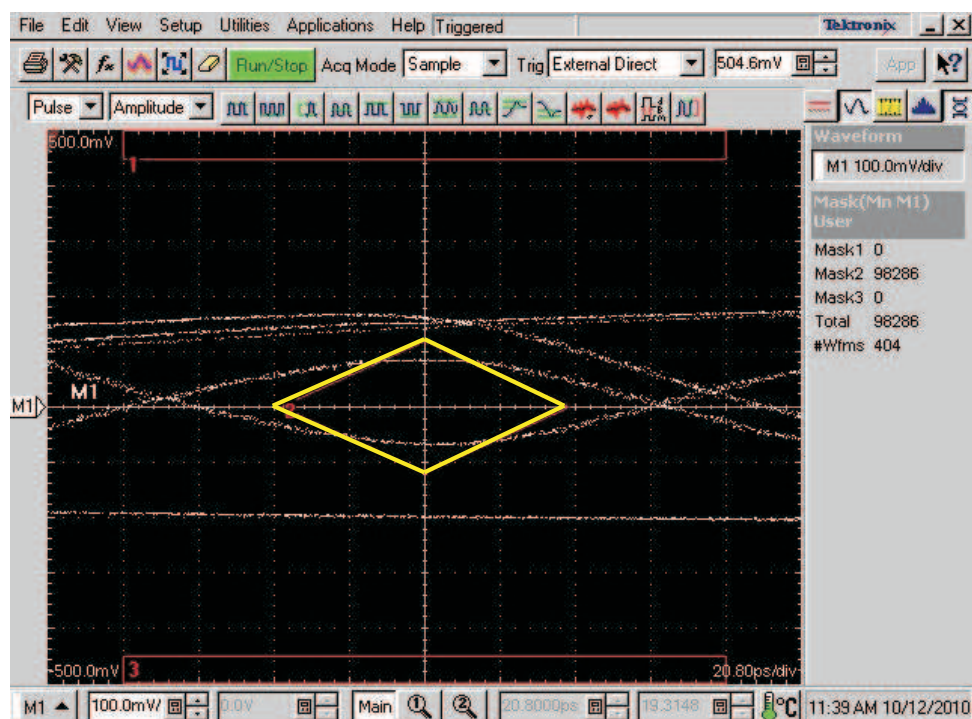 File Edit View Setup Utilities Applications Help Triggered Tektronix
Run/Stop Acq Mode Sample Trig External Direct 504.6mV App
Pulse Amplitude
500.0mV
1
Waveform
M1 100.0mV/div
Mask(Mn M1)
User
Mask1 0
Mask2 98286
Mask3 0
Total 98286
#Wfms 404
M1
M1
2
-500.0mV 3 20.80ps/div
M1 100.0mV/ 0.0V Main 1 2 20.8000ps 19.3148 °C 11:39 AM 10/12/2010